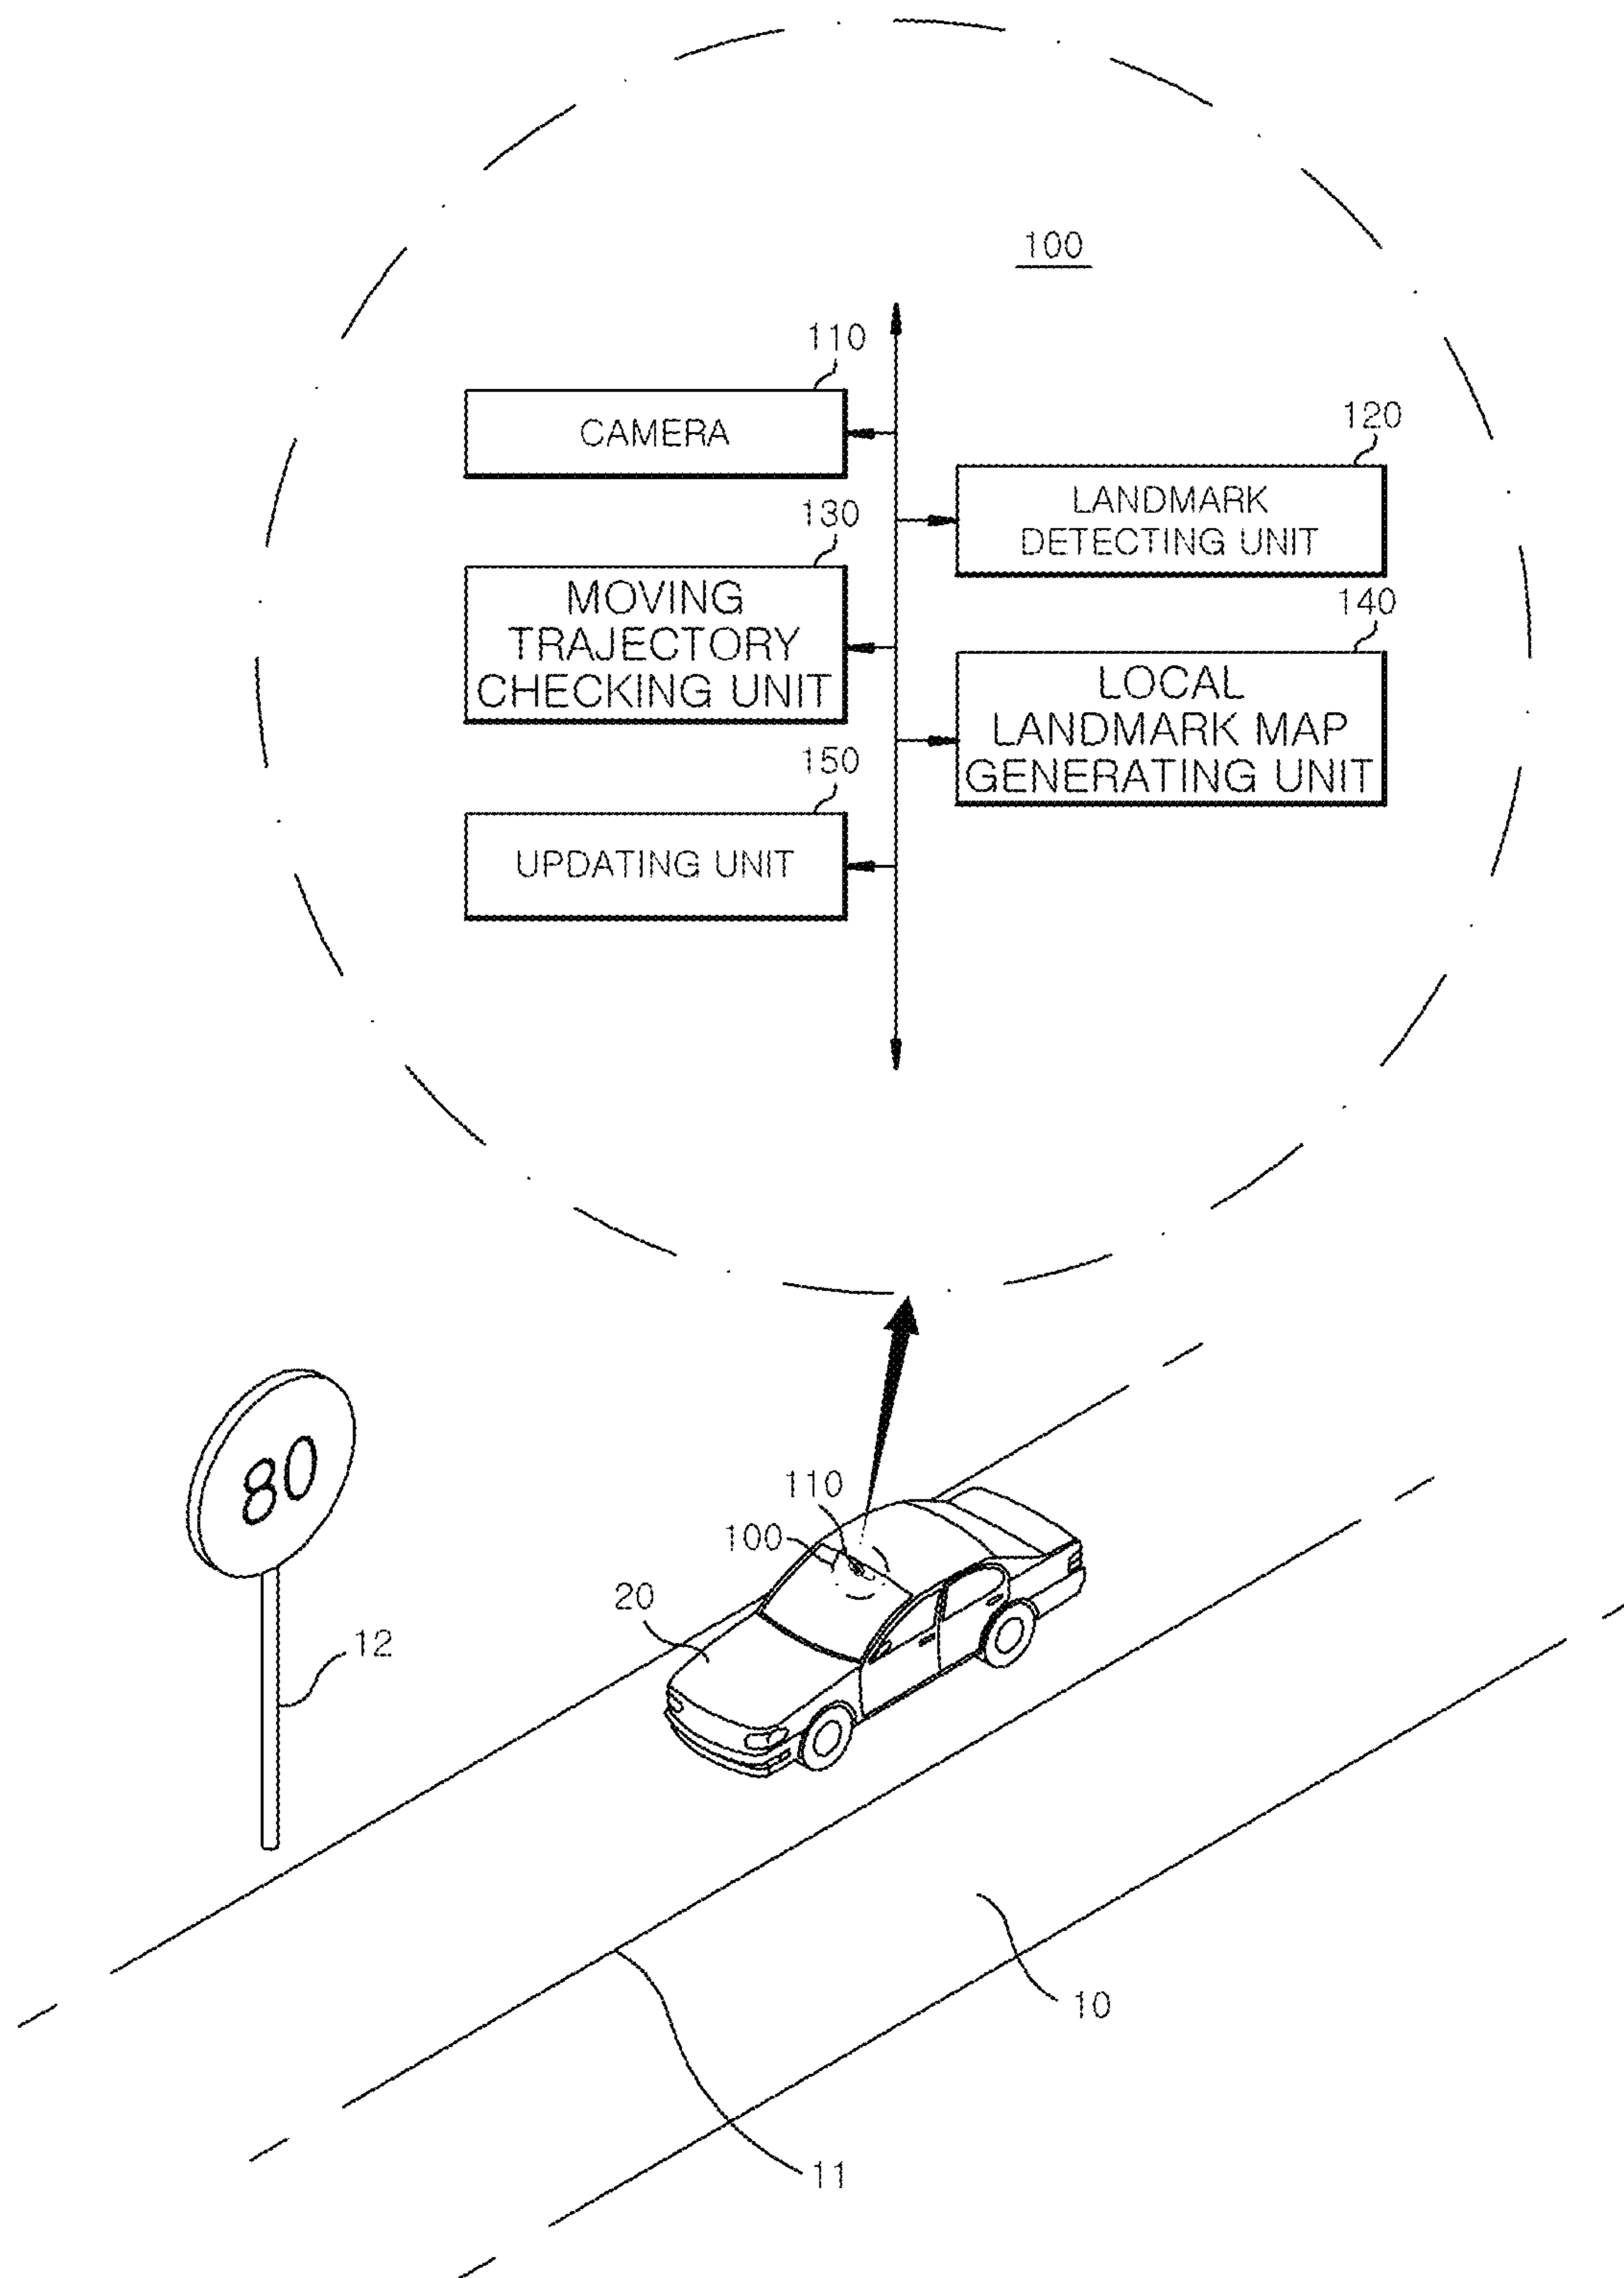 100
110
CAMERA
120
LANDMARK
DETECTING UNIT
130
MOVING
TRAJECTORY
CHECKING UNIT
140
LOCAL
LANDMARK MAP
GENERATING UNIT
150
UPDATING UNIT
80
110
100
20
12
10
11